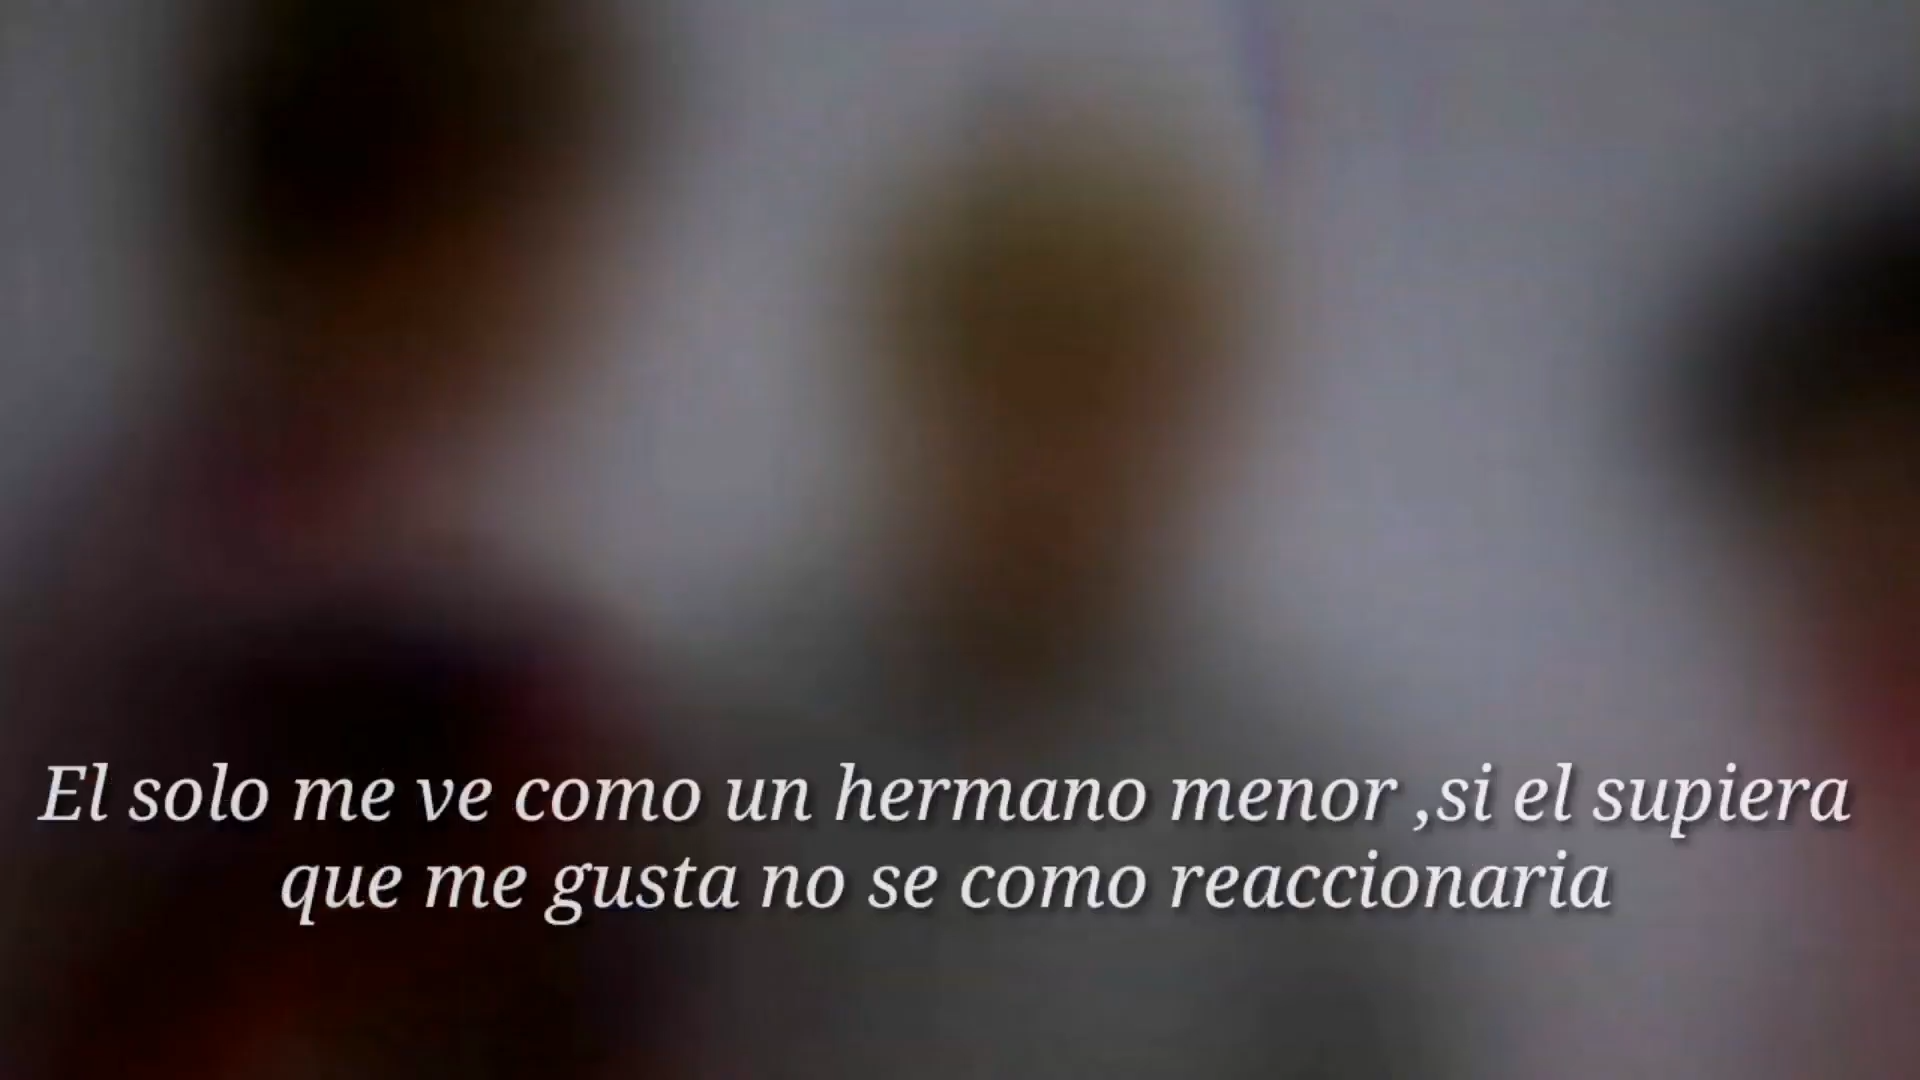 El solo me ve como un hermano menor ,si el supiera
que me gusta no se como reaccionaria